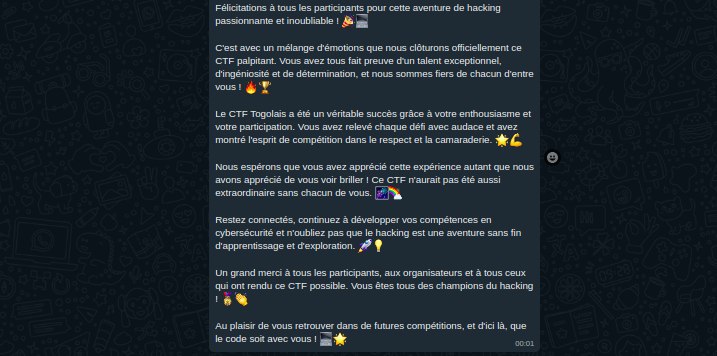 Félicitations à tous les participants pour cette aventure de hacking
passionnante et inoubliable ! 🎉🌌
C'est avec un mélange d'émotions que nous clôturons officiellement ce
CTF palpitant. Vous avez tous fait preuve d'un talent exceptionnel,
d'ingéniosité et de détermination, et nous sommes fiers de chacun d'entre
vous ! 🔥🏆
Le CTF Togolais a été un véritable succès grâce à votre enthousiasme et
votre participation. Vous avez relevé chaque défi avec audace et avez
montré l'esprit de compétition dans le respect et la camaraderie. 🌟💪
Nous espérons que vous avez apprécié cette expérience autant que nous
avons apprécié de vous voir briller ! Ce CTF n'aurait pas été aussi
extraordinaire sans chacun de vous. 🎆🌈
Restez connectés, continuez à développer vos compétences en
cybersécurité et n'oubliez pas que le hacking est une aventure sans fin
d'apprentissage et d'exploration. 🚀💡
Un grand merci à tous les participants, aux organisateurs et à tous ceux
qui ont rendu ce CTF possible. Vous êtes tous des champions du hacking
! 🏅👏
Au plaisir de vous retrouver dans de futures compétitions, et d'ici là, que
le code soit avec vous ! 🌌🌟
00:01